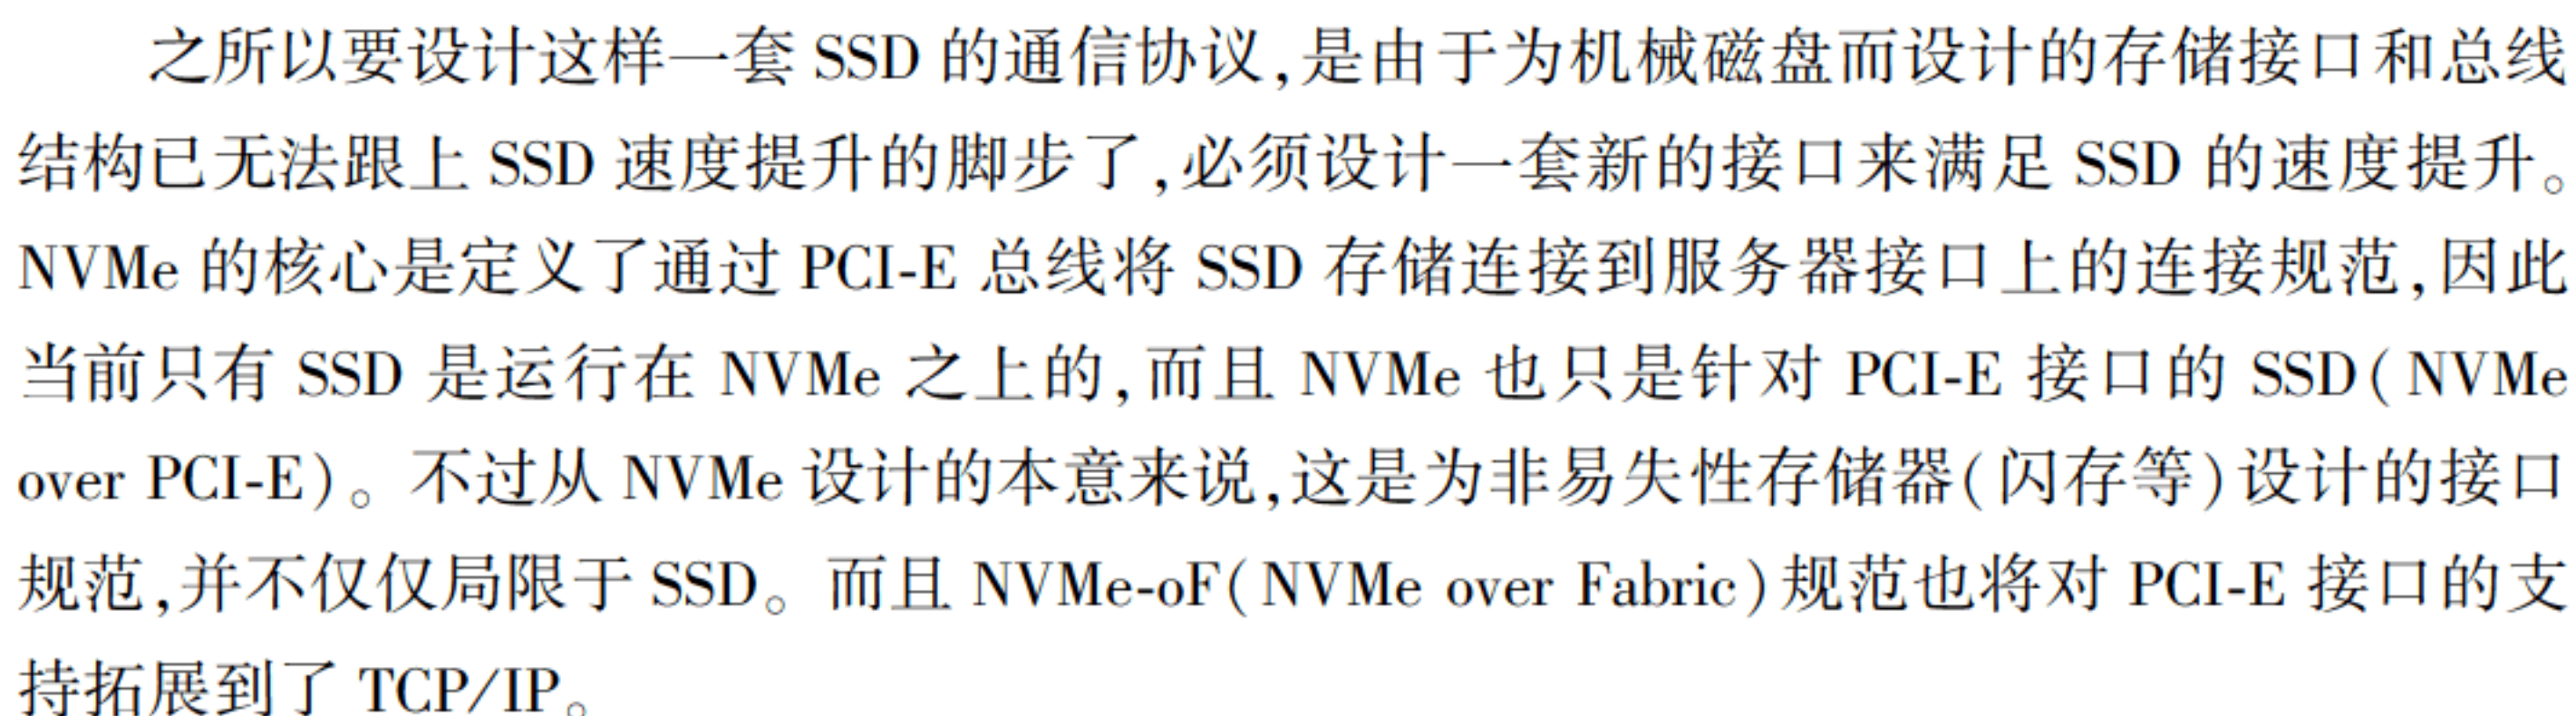 之所以要设计这样一套 SSD 的通信协议,是由于为机械磁盘而设计的存储接口和总线
结构已无法跟上 SSD 速度提升的脚步了,必须设计一套新的接口来满足 SSD 的速度提升。
NVMe 的核心是定义了通过 PCI-E 总线将 SSD 存储连接到服务器接口上的连接规范,因此
当前只有 SSD 是运行在 NVMe 之上的,而且 NVMe 也只是针对 PCI-E 接口的 SSD(NVMe
over PCI-E)。不过从 NVMe 设计的本意来说,这是为非易失性存储器(闪存等)设计的接口
规范,并不仅仅局限于 SSD。而且 NVMe-oF(NVMe over Fabric)规范也将对 PCI-E 接口的支
持拓展到了 TCP/IP。